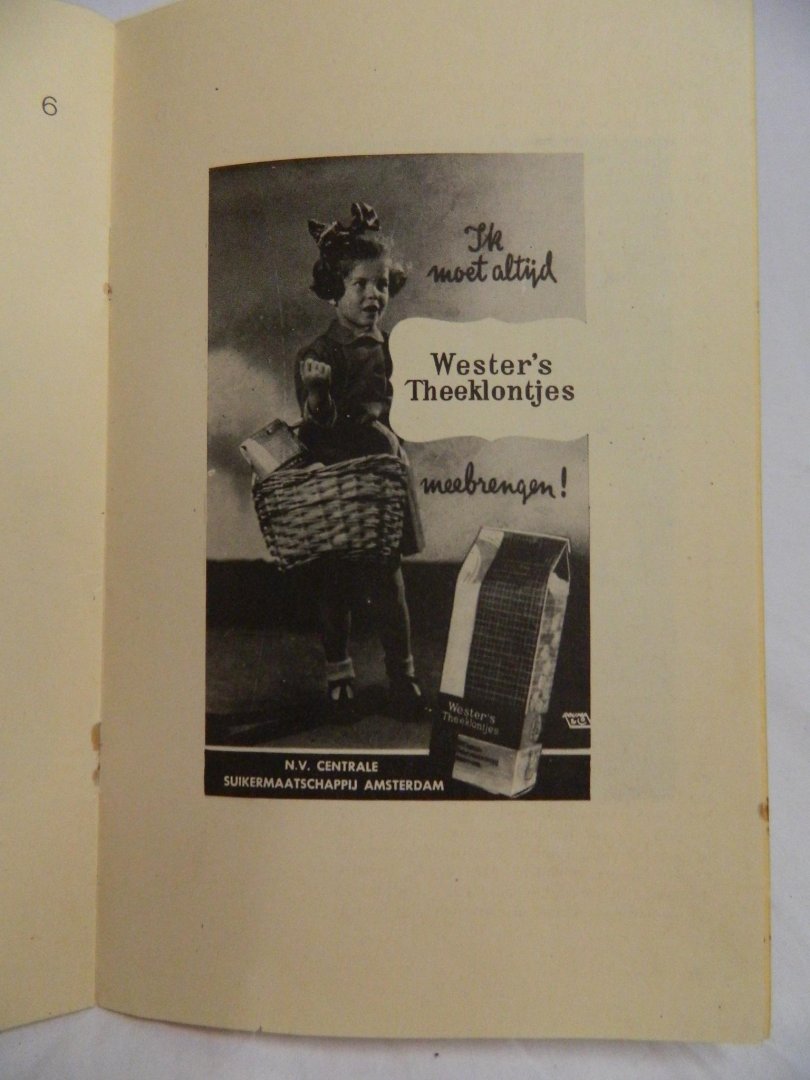 6
Ik
moet altijd
Wester's
Theeklontjes
meebrengen!
Wester's
Theeklontjes
N.V. CENTRALE
SUIKERMAATSCHAPPIJ AMSTERDAM